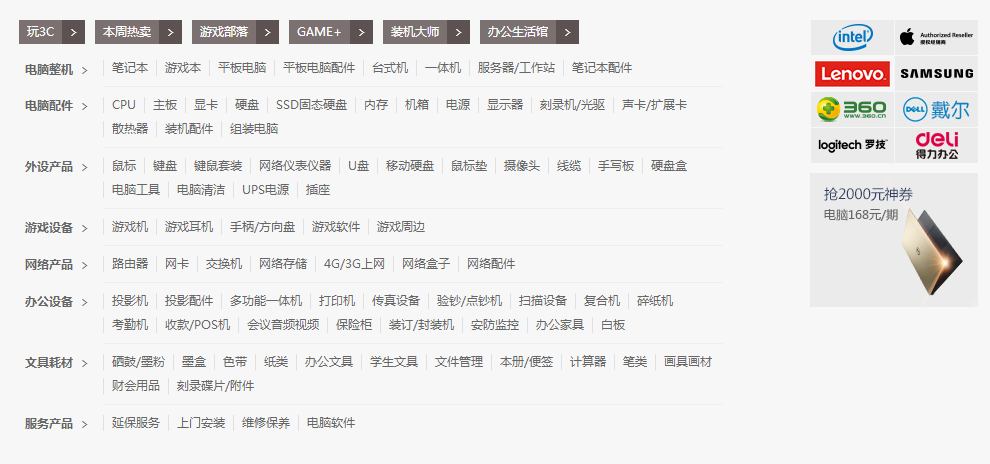 玩3C > 本周热卖 > 游戏部落 > GAME+ > 装机大师 > 办公生活馆 >
电脑整机 > 笔记本 游戏本 平板电脑 平板电脑配件 台式机 一体机 服务器/工作站 笔记本配件
电脑配件 > CPU 主板 显卡 硬盘 SSD固态硬盘 内存 机箱 电源 显示器 刻录机/光驱 声卡/扩展卡
散热器 装机配件 组装电脑
外设产品 > 鼠标 键盘 键鼠套装 网络仪表仪器 U盘 移动硬盘 鼠标垫 摄像头 线缆 手写板 硬盘盒
电脑工具 电脑清洁 UPS电源 插座
游戏设备 > 游戏机 游戏耳机 手柄/方向盘 游戏软件 游戏周边
网络产品 > 路由器 网卡 交换机 网络存储 4G/3G上网 网络盒子 网络配件
办公设备 > 投影机 投影配件 多功能一体机 打印机 传真设备 验钞/点钞机 扫描设备 复合机 碎纸机
考勤机 收款/POS机 会议音频视频 保险柜 装订/封装机 安防监控 办公家具 白板
文具耗材 > 硒鼓/墨粉 墨盒 色带 纸类 办公文具 学生文具 文件管理 本册/便签 计算器 笔类 画具画材
财会用品 刻录碟片/附件
服务产品 > 延保服务 上门安装 维修保养 电脑软件
intel Authorized Reseller
授权经销商
Lenovo SAMSUNG
360 DELL 戴尔
WWW.360.CN
logitech 罗技 deli
得力办公
抢2000元神券
电脑168元/期